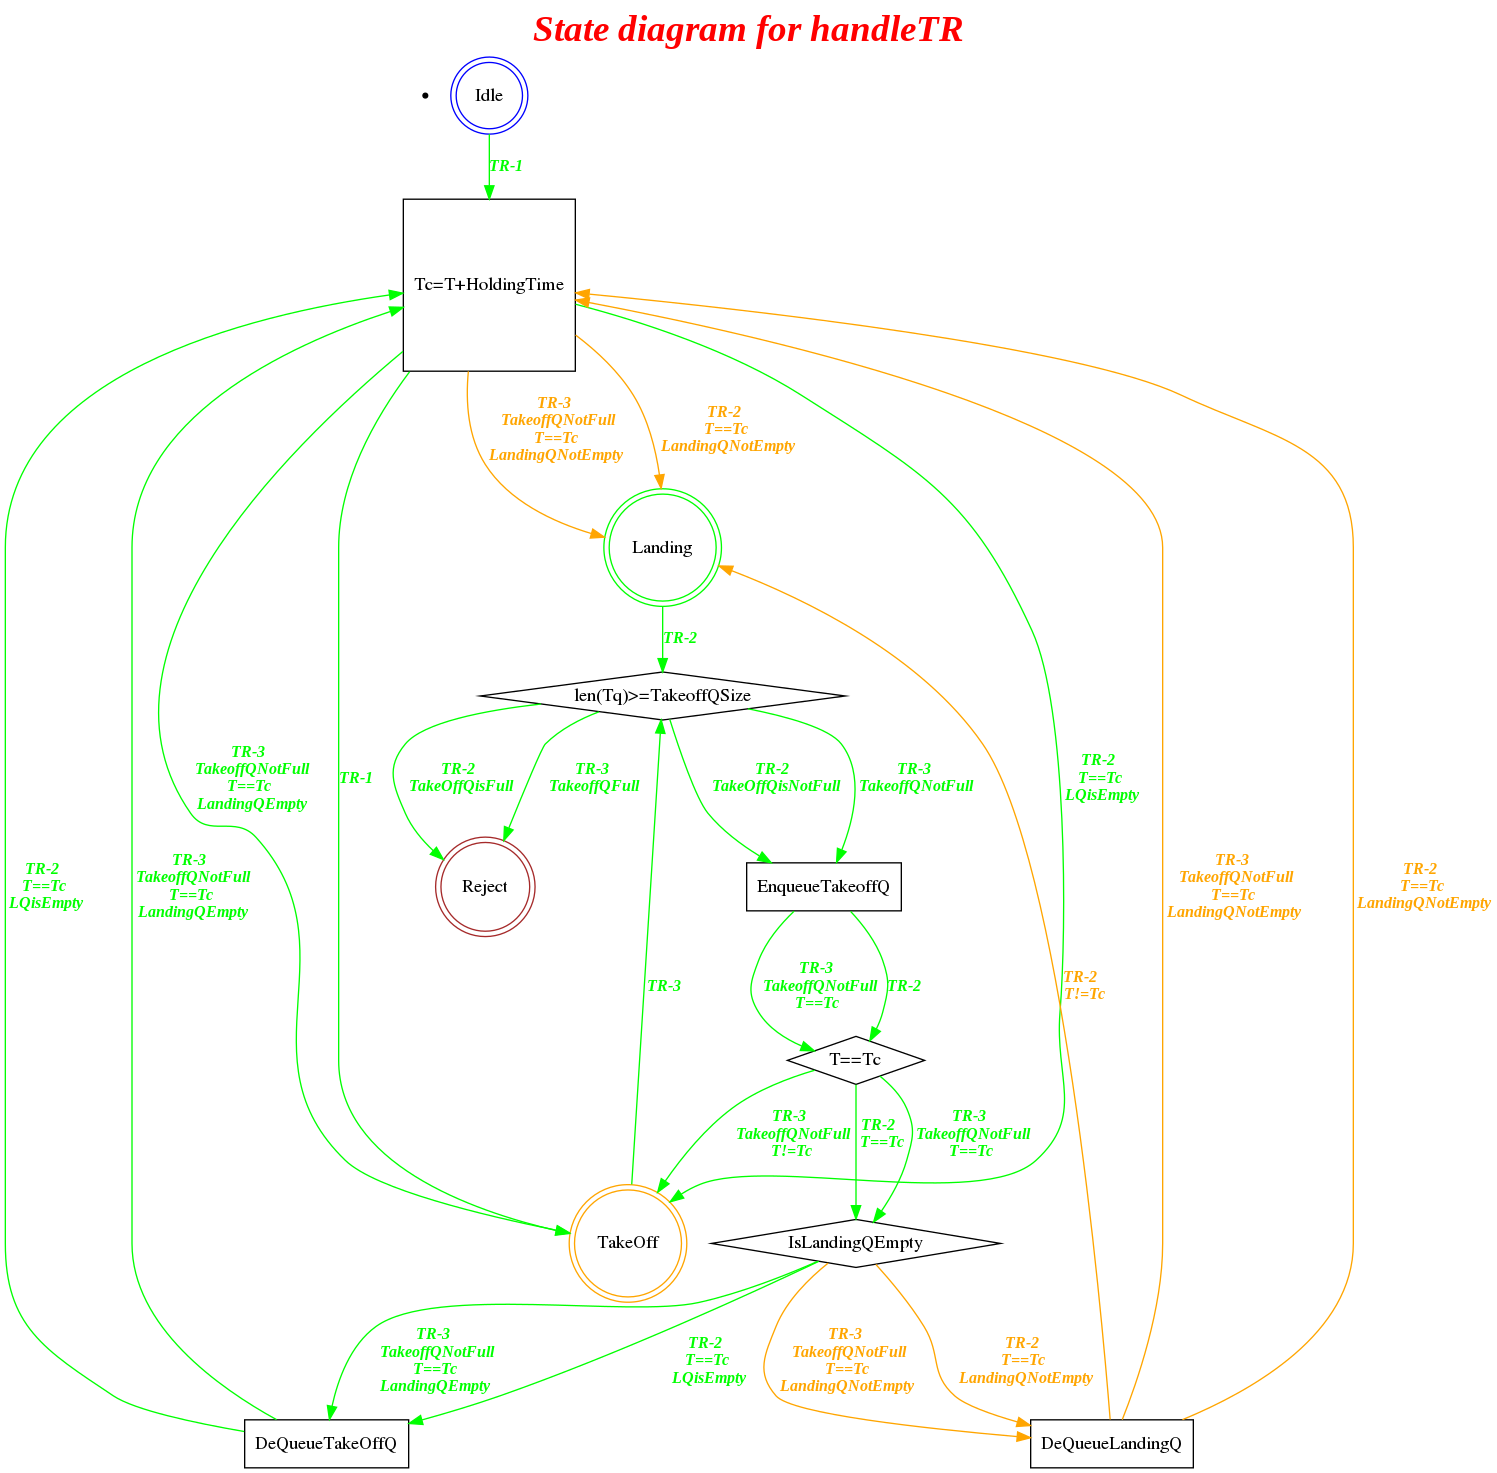 State diagram for handleTR
Idle
TR-1
Tc=T+HoldingTime
TR-3
TakeoffQNotFull
T==Tc
LandingQNotEmpty
TR-2
T==Tc
LandingQNotEmpty
Landing
TR-2
len(Tq)>=TakeoffQSize
TR-3
TakeoffQNotFull
T==Tc
LandingQEmpty
TR-1
TR-2
TakeOffQisFull
TR-3
TakeoffQFull
TR-2
TakeOffQisNotFull
TR-3
TakeoffQNotFull
TR-2
T==Tc
LQisEmpty
TR-2
T==Tc
LQisEmpty
TR-3
TakeoffQNotFull
T==Tc
LandingQEmpty
Reject
EnqueueTakeoffQ
TR-3
TakeoffQNotFull
T==Tc
LandingQNotEmpty
TR-2
T==Tc
LandingQNotEmpty
TR-3
TR-3
TakeoffQNotFull
T==Tc
TR-2
TR-2
T!=Tc
T==Tc
TR-3
TakeoffQNotFull
T!=Tc
TR-2
T==Tc
TR-3
TakeoffQNotFull
T==Tc
TakeOff
IsLandingQEmpty
TR-3
TakeoffQNotFull
T==Tc
LandingQEmpty
TR-2
T==Tc
LQisEmpty
TR-3
TakeoffQNotFull
T==Tc
LandingQNotEmpty
TR-2
T==Tc
LandingQNotEmpty
DeQueueTakeOffQ
DeQueueLandingQ